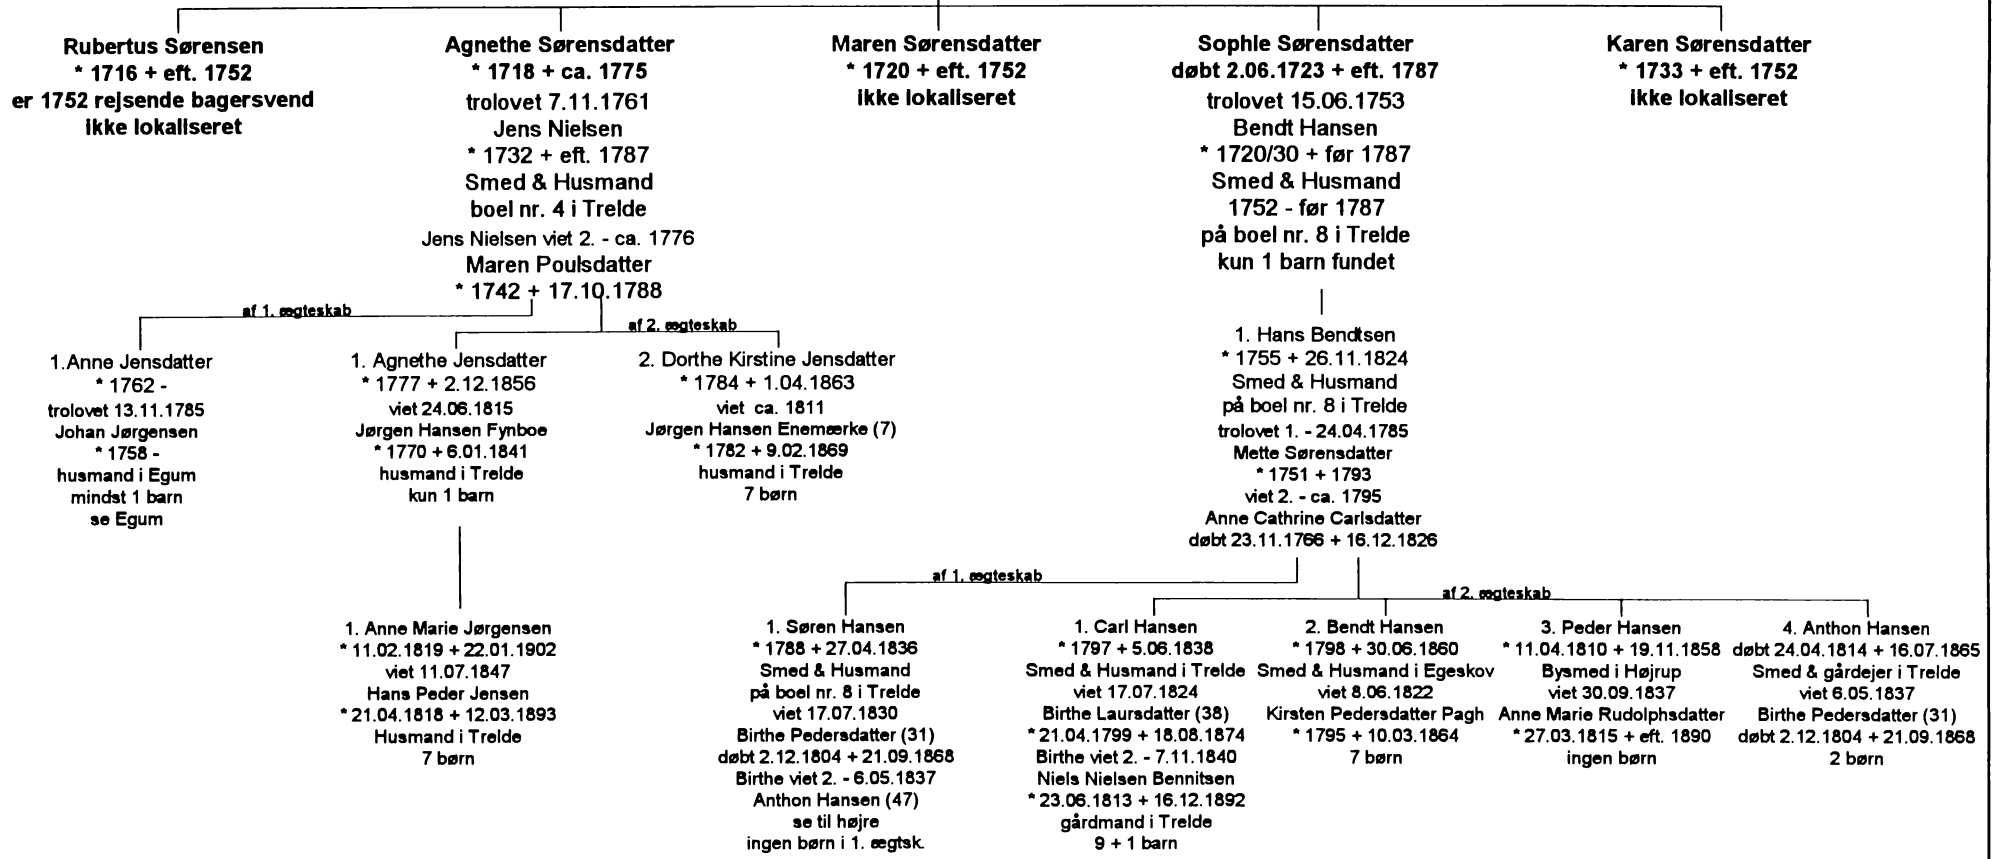 Rubertus Sørensen
* 1716 + eft. 1752
er 1752 rejsende bagersvend
ikke lokaliseret
Agnethe Sørensdatter
* 1718 + ca. 1775
trolovet 7.11.1761
Jens Nielsen
* 1732 + eft. 1787
Smed & Husmand
boel nr. 4 i Trelde
Jens Nielsen viet 2. - ca. 1776
Maren Poulsdatter
* 1742 + 17.10.1788
Maren Sørensdatter
* 1720 + eft. 1752
ikke lokaliseret
Sophie Sørensdatter
døbt 2.06.1723 + eft. 1787
trolovet 15.06.1753
Bendt Hansen
* 1720/30 + før 1787
Smed & Husmand
1752 - før 1787
på boel nr. 8 i Trelde
kun 1 barn fundet
Karen Sørensdatter
* 1733 + eft. 1752
ikke lokaliseret
af 1. ægteskab
af 2. ægteskab
1.Anne Jensdatter
* 1762 -
trolovet 13.11.1785
Johan Jørgensen
* 1758 -
husmand i Egum
mindst 1 barn
se Egum
1. Agnethe Jensdatter
* 1777 + 2.12.1856
viet 24.06.1815
Jørgen Hansen Fynboe
* 1770 + 6.01.1841
husmand i Trelde
kun 1 barn
2. Dorthe Kirstine Jensdatter
* 1784 + 1.04.1863
viet ca. 1811
Jørgen Hansen Enemærke (7)
* 1782 + 9.02.1869
husmand i Trelde
7 børn
1. Hans Bendtsen
* 1755 + 26.11.1824
Smed & Husmand
på boel nr. 8 i Trelde
trolovet 1. - 24.04.1785
Mette Sørensdatter
* 1751 + 1793
viet 2. - ca. 1795
Anne Cathrine Carlsdatter
døbt 23.11.1766 + 16.12.1826
af 1. ægteskab
af 2. ægteskab
1. Anne Marie Jørgensen
* 11.02.1819 + 22.01.1902
viet 11.07.1847
Hans Peder Jensen
* 21.04.1818 + 12.03.1893
Husmand i Trelde
7 børn
1. Søren Hansen
* 1788 + 27.04.1836
Smed & Husmand
på boel nr. 8 i Trelde
viet 17.07.1830
Birthe Pedersdatter (31)
døbt 2.12.1804 + 21.09.1868
Birthe viet 2. - 6.05.1837
Anthon Hansen (47)
se til højre
ingen børn i 1. ægtsk.
1. Carl Hansen
* 1797 + 5.06.1838
Smed & Husmand i Trelde
viet 17.07.1824
Birthe Laursdatter (38)
* 21.04.1799 + 18.08.1874
Birthe viet 2. - 7.11.1840
Niels Nielsen Bennitsen
* 23.06.1813 + 16.12.1892
gårdmand i Trelde
9 + 1 barn
2. Bendt Hansen
* 1798 + 30.06.1860
Smed & Husmand i Egeskov
viet 8.06.1822
Kirsten Pedersdatter Pagh
* 1795 + 10.03.1864
7 børn
3. Peder Hansen
* 11.04.1810 + 19.11.1858
Bysmed i Højrup
viet 30.09.1837
Anne Marie Rudolphsdatter
* 27.03.1815 + eft. 1890
ingen børn
4. Anthon Hansen
døbt 24.04.1814 + 16.07.1865
Smed & gårdejer i Trelde
viet 6.05.1837
Birthe Pedersdatter (31)
døbt 2.12.1804 + 21.09.1868
2 børn